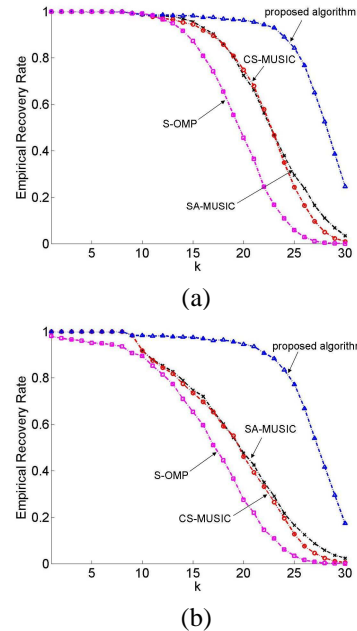 proposed algorithm
CS-MUSIC
S-OMP
SA-MUSIC
Empirical Recovery Rate
1
0.8
0.6
0.4
0.2
0
5 10 15 20 25 30
k
(a)
proposed algorithm
SA-MUSIC
S-OMP
CS-MUSIC
Empirical Recovery Rate
1
0.8
0.6
0.4
0.2
0
5 10 15 20 25 30
k
(b)